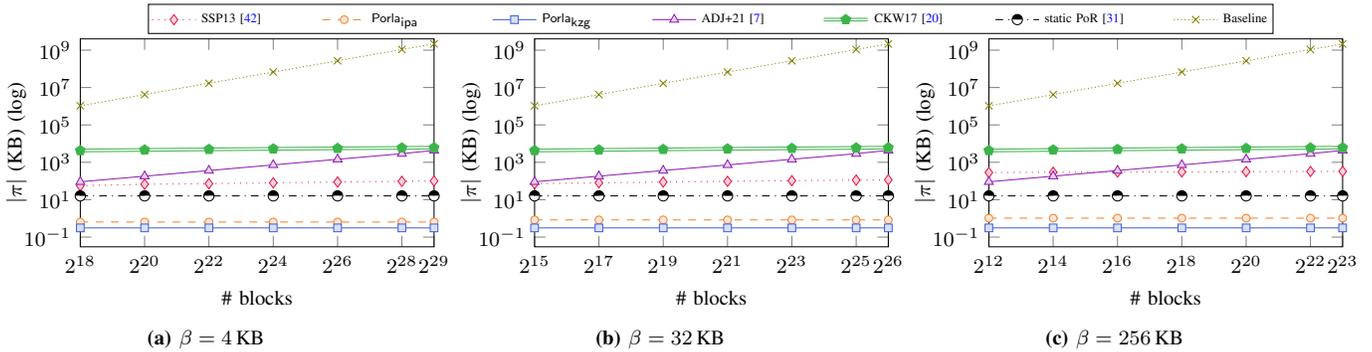 SSP13 [42] Porla_ipa Porla_kzg ADJ+21 [7] CKW17 [20] static PoR [31] Baseline
|π| (KB) (log)
10^9
10^7
10^5
10^3
10^1
10^−1
2^18 2^20 2^22 2^24 2^26 2^28 2^29
# blocks
(a) β = 4 KB
|π| (KB) (log)
10^9
10^7
10^5
10^3
10^1
10^−1
2^15 2^17 2^19 2^21 2^23 2^25 2^26
# blocks
(b) β = 32 KB
|π| (KB) (log)
10^9
10^7
10^5
10^3
10^1
10^−1
2^12 2^14 2^16 2^18 2^20 2^22 2^23
# blocks
(c) β = 256 KB